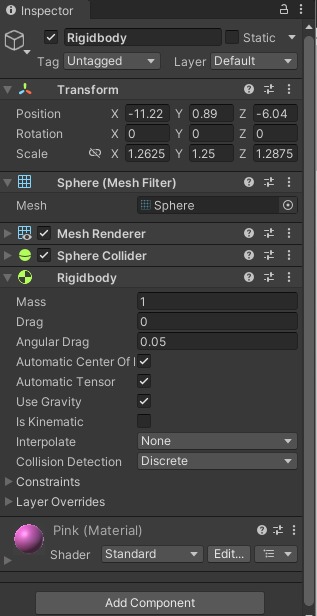 Inspector
Rigidbody Static
Tag Untagged Layer Default
Transform
Position X -11.22 Y 0.89 Z -6.04
Rotation X 0 Y 0 Z 0
Scale X 1.2625 Y 1.25 Z 1.2875
Sphere (Mesh Filter)
Mesh Sphere
Mesh Renderer
Sphere Collider
Rigidbody
Mass 1
Drag 0
Angular Drag 0.05
Automatic Center Of
Automatic Tensor
Use Gravity
Is Kinematic
Interpolate None
Collision Detection Discrete
Constraints
Layer Overrides
Pink (Material)
Shader Standard Edit...
Add Component